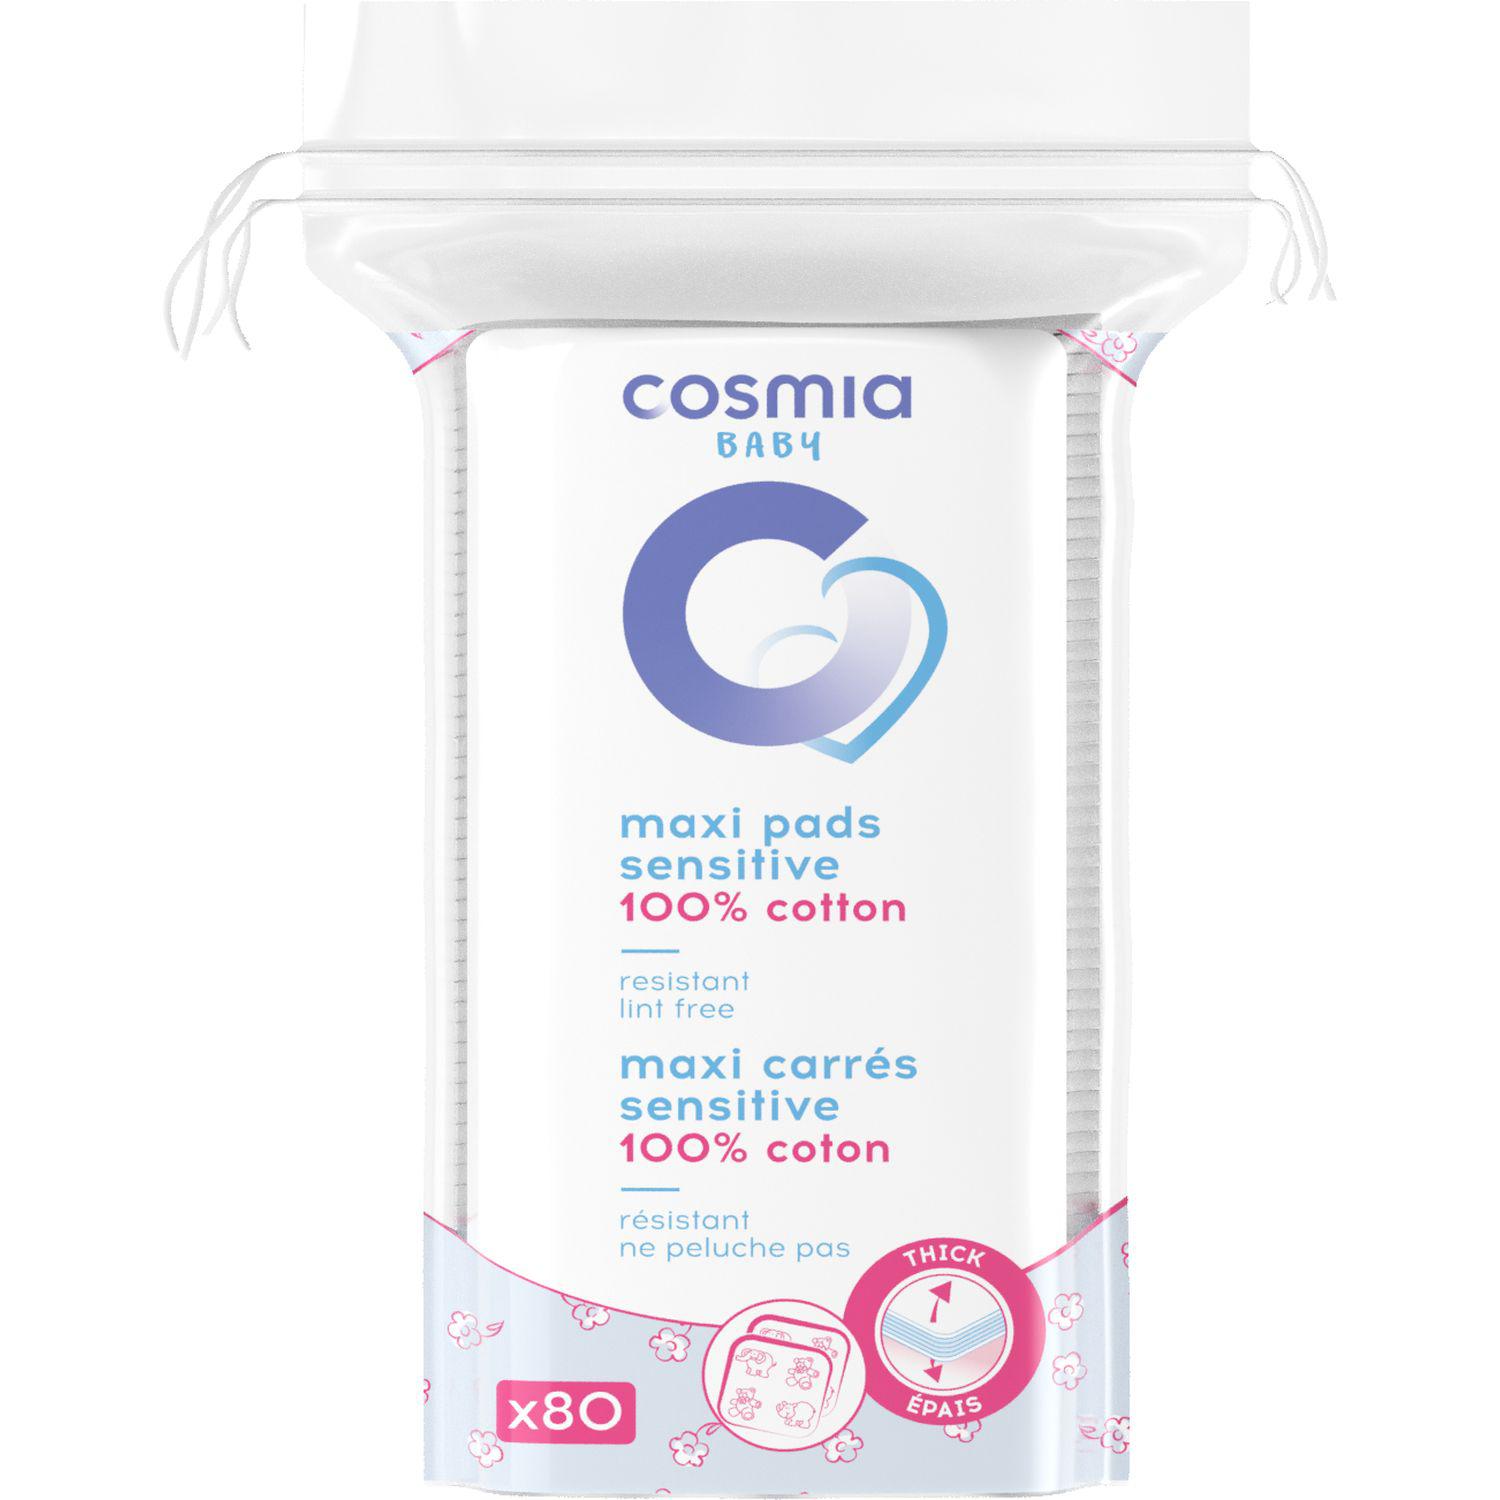 cosmia
BABY
maxi pads
sensitive
100% cotton
resistant
lint free
maxi carrés
sensitive
100% coton
résistant
ne peluche pas
THICK
ÉPAIS
x80